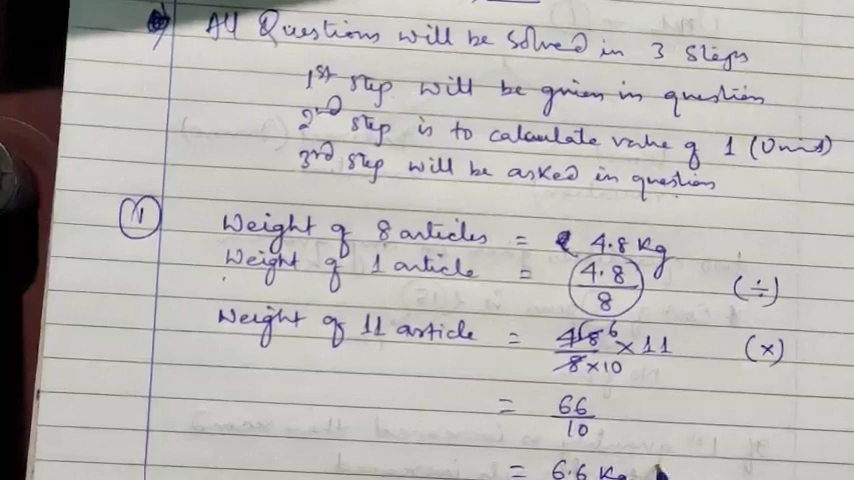 All Questions will be solved in 3 steps
1st step will be given in question
2nd step is to calculate value of 1 (Unit)
3rd step will be asked in question
1 Weight of 8 articles = 4.8 Kg
Weight of 1 article = 4.8/8 (÷)
Weight of 11 article = 4.8 6/8×10 × 11 (×)
= 66/10
= 6.6 Kg